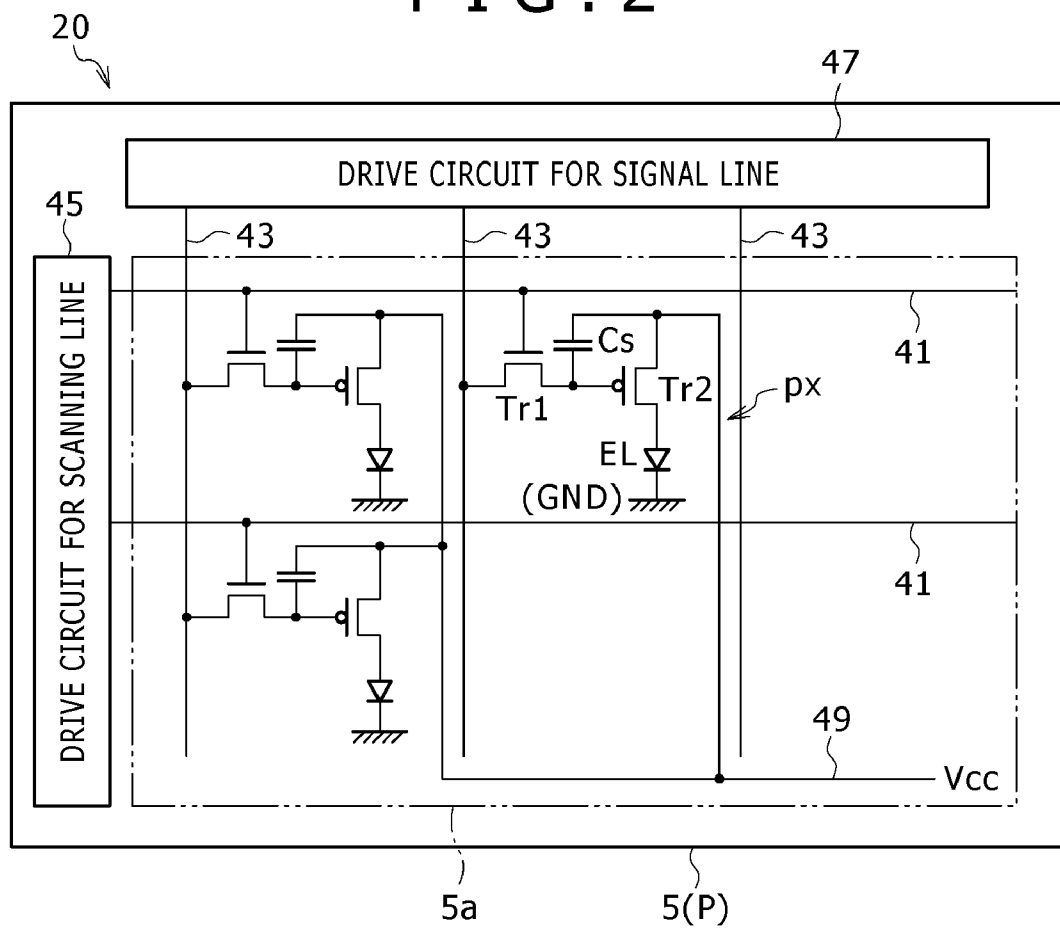 FIG.2
20
47
DRIVE CIRCUIT FOR SIGNAL LINE
45
43
43
43
DRIVE CIRCUIT FOR SCANNING LINE
41
Cs
Tr1
Tr2
px
EL
(GND)
41
49
Vcc
5a
5(P)